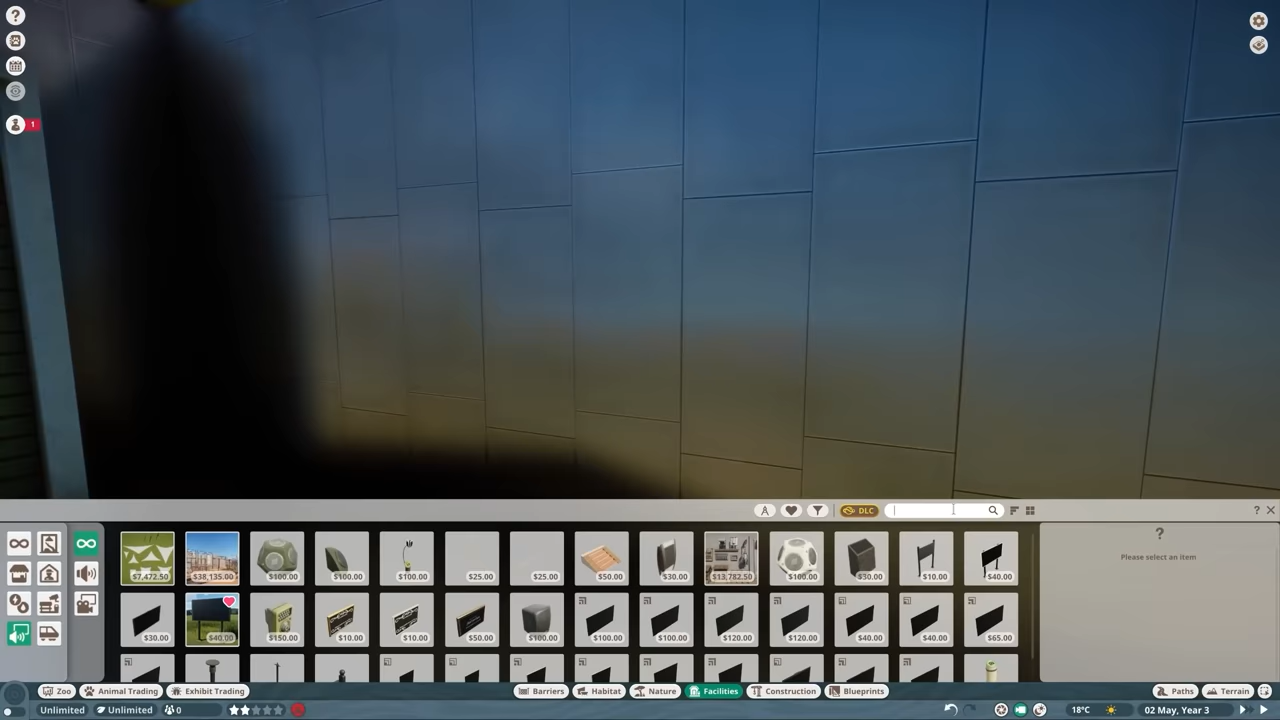 ?
1
DLC
?
?
Please select an item
$7,472.50
$38,135.00
$100.00
$100.00
$100.00
$25.00
$25.00
$50.00
$30.00
$13,782.50
$100.00
$30.00
$10.00
$40.00
$30.00
$40.00
$150.00
$10.00
$10.00
$50.00
$100.00
$100.00
$100.00
$120.00
$120.00
$40.00
$40.00
$65.00
Zoo
Animal Trading
Exhibit Trading
Barriers
Habitat
Nature
Facilities
Construction
Blueprints
Paths
Terrain
Unlimited
Unlimited
0
18°C
02 May, Year 3